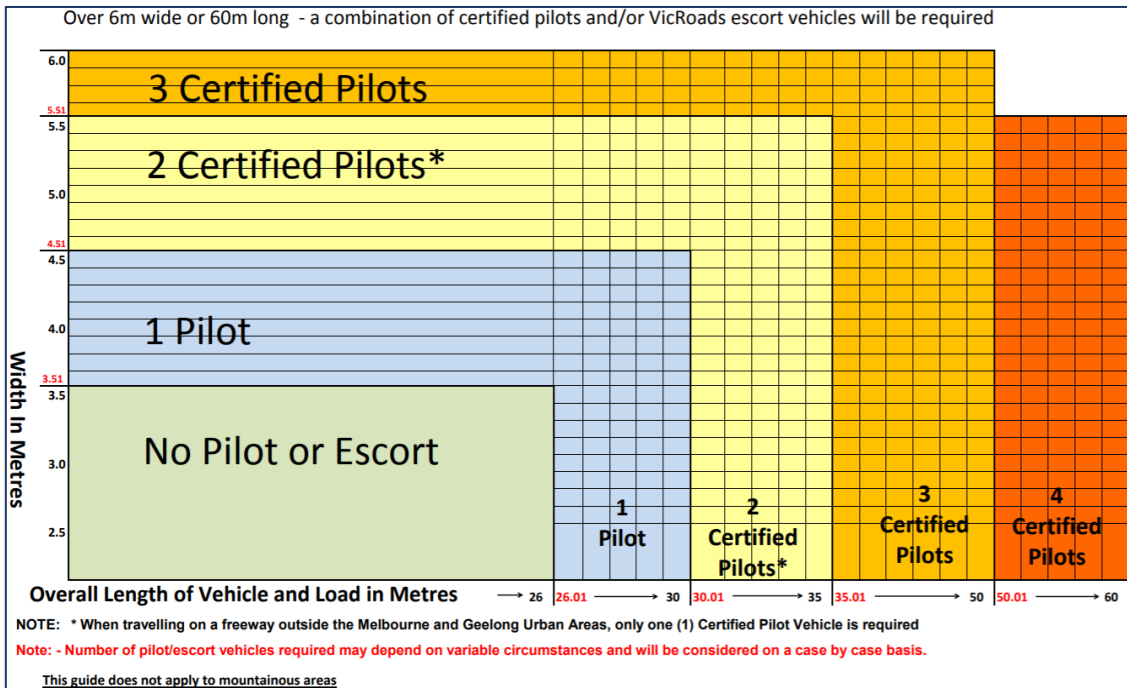 Over 6m wide or 60m long - a combination of certified pilots and/or VicRoads escort vehicles will be required
6.0
3 Certified Pilots
5.51
5.5
2 Certified Pilots*
5.0
4.51
4.5
1 Pilot
4.0
Width In Metres
3.51
3.5
No Pilot or Escort
3.0
2.5
1
Pilot
2
Certified
Pilots*
3
Certified
Pilots
4
Certified
Pilots
Overall Length of Vehicle and Load in Metres → 26 26.01 → 30 30.01 → 35 35.01 → 50 50.01 → 60
NOTE: * When travelling on a freeway outside the Melbourne and Geelong Urban Areas, only one (1) Certified Pilot Vehicle is required
Note: - Number of pilot/escort vehicles required may depend on variable circumstances and will be considered on a case by case basis.
This guide does not apply to mountainous areas